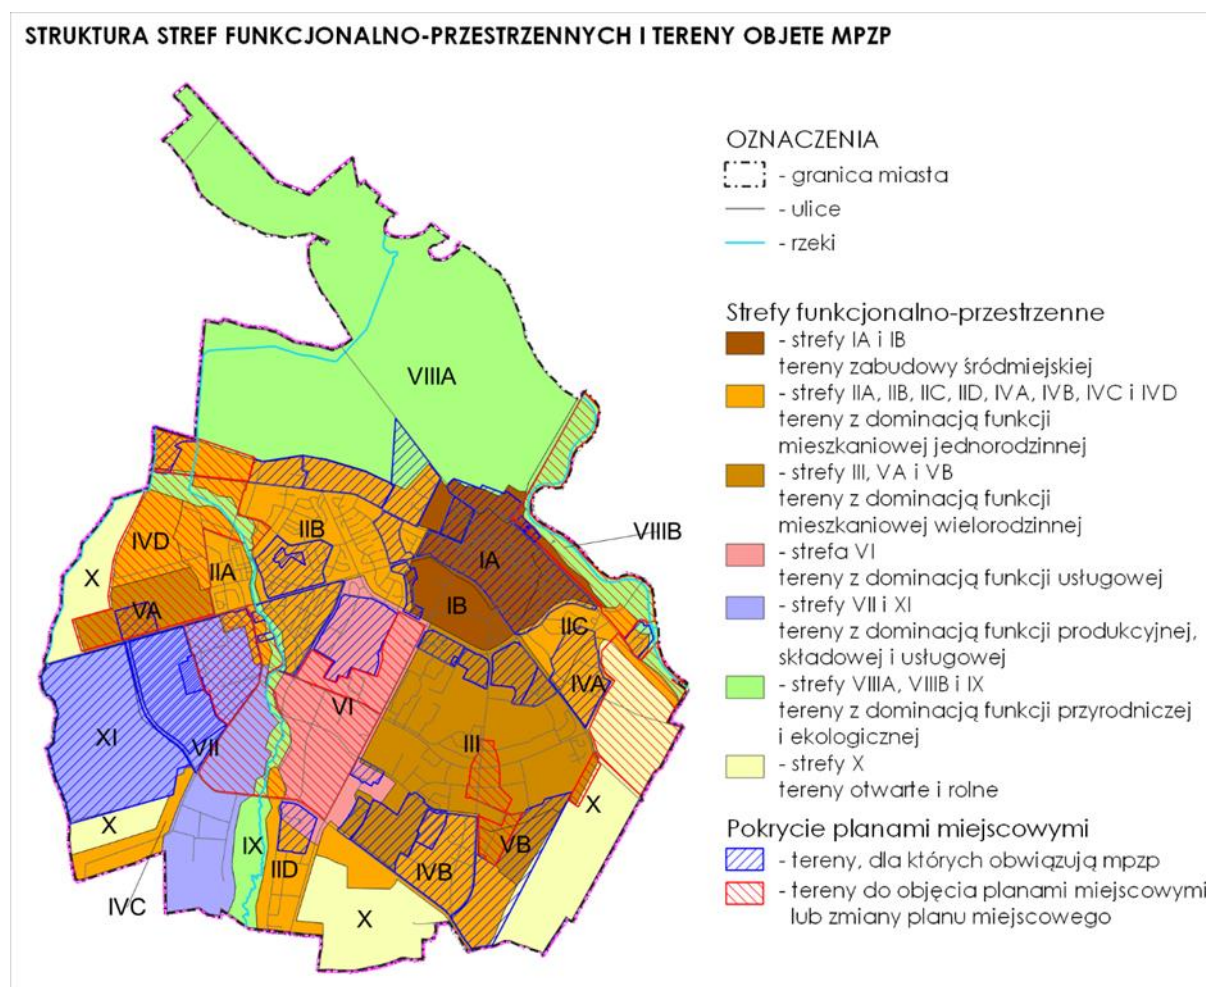 STRUKTURA STREF FUNKCJONALNO-PRZESTRZENNYCH I TERENY OBJETE MPZP
OZNACZENIA
- granica miasta
- ulice
- rzeki
Strefy funkcjonalno-przestrzenne
- strefy IA i IB
tereny zabudowy śródmiejskiej
- strefy IIA, IIB, IIC, IID, IVA, IVB, IVC i IVD
tereny z dominacją funkcji
mieszkaniowej jednorodzinnej
- strefy III, VA i VB
tereny z dominacją funkcji
mieszkaniowej wielorodzinnej
- strefa VI
tereny z dominacją funkcji usługowej
- strefy VII i XI
tereny z dominacją funkcji produkcyjnej,
składowej i usługowej
- strefy VIIIA, VIIIB i IX
tereny z dominacją funkcji przyrodniczej
i ekologicznej
- strefy X
tereny otwarte i rolne
Pokrycie planami miejscowymi
- tereny, dla których obwiązują mpzp
- tereny do objęcia planami miejscowymi
lub zmiany planu miejscowego
VIIIA
VIIIB
IIB
IVD
IA
X
IIA
VA
IB
IIC
IVA
VI
XI
VII
III
X
X
IX
IID
IVB
VB
IVC
X